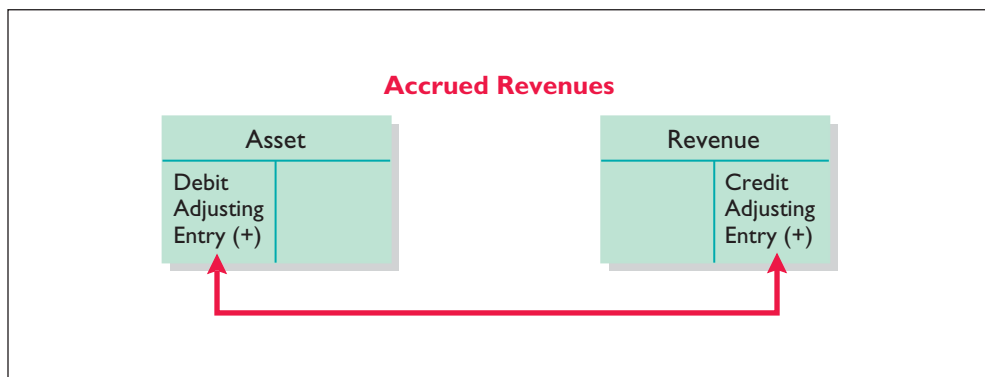 Accrued Revenues
Asset
Debit
Adjusting
Entry (+)
Revenue
Credit
Adjusting
Entry (+)